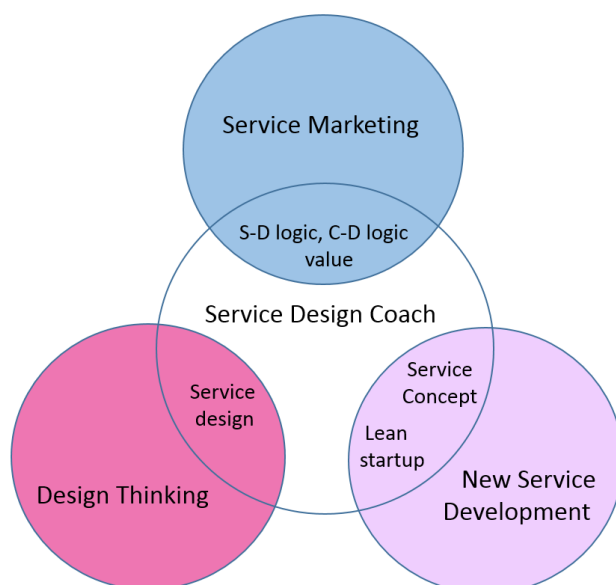 Service Marketing
S-D logic, C-D logic
value
Service Design Coach
Service
Concept
Service
design
Lean
startup
Design Thinking
New Service
Development